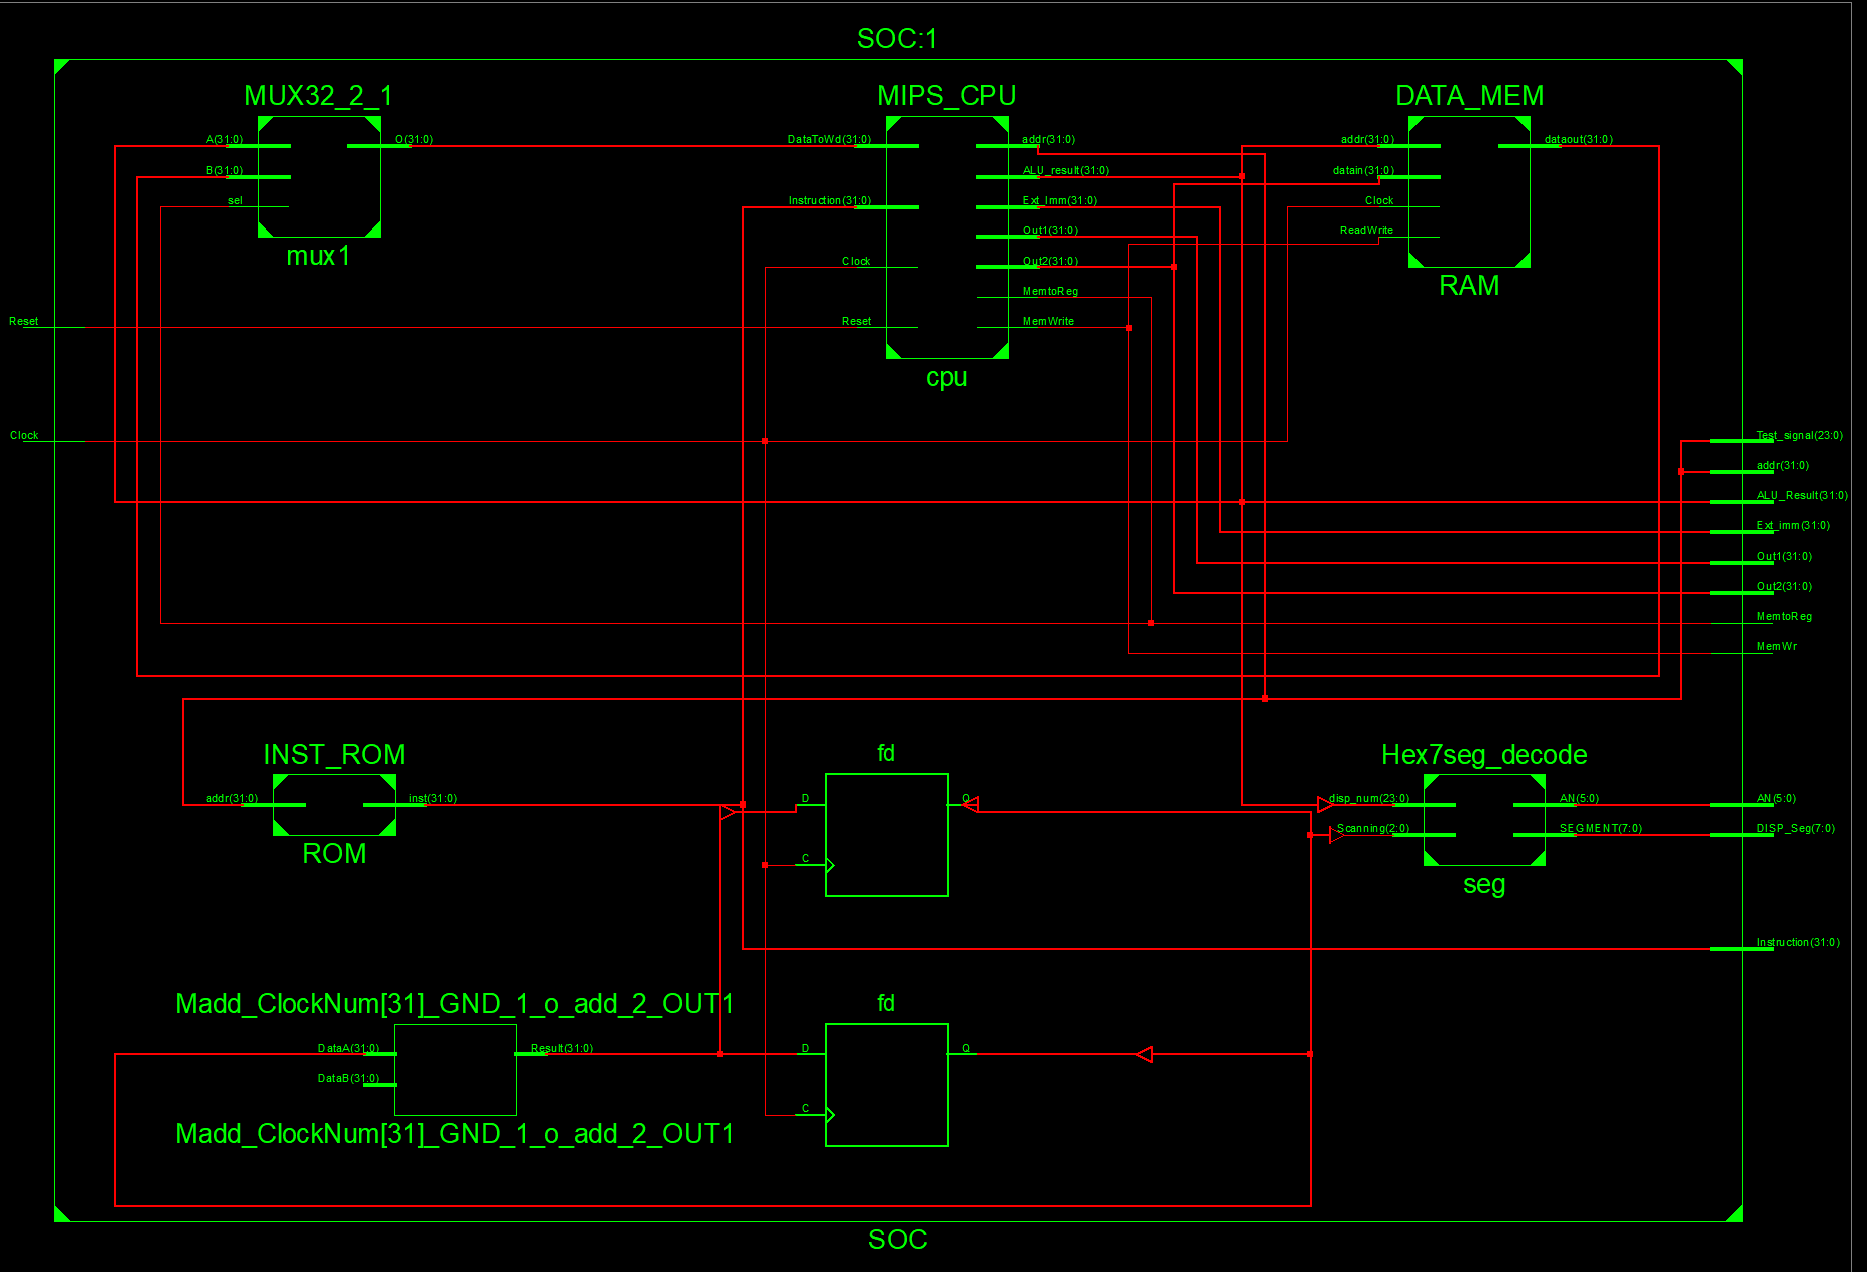 SOC:1
MUX32_2_1
A(31:0)
B(31:0)
sel
O(31:0)
mux1
MIPS_CPU
DataToWd(31:0)
Instruction(31:0)
Clock
Reset
addr(31:0)
ALU_result(31:0)
Ext_Imm(31:0)
Out1(31:0)
Out2(31:0)
MemtoReg
MemWrite
cpu
DATA_MEM
addr(31:0)
datain(31:0)
Clock
ReadWrite
dataout(31:0)
RAM
Reset
Clock
Test_signal(23:0)
addr(31:0)
ALU_Result(31:0)
Ext_imm(31:0)
Out1(31:0)
Out2(31:0)
MemtoReg
MemWr
INST_ROM
addr(31:0)
inst(31:0)
ROM
fd
D
C
Q
Hex7seg_decode
disp_num(23:0)
Scanning(2:0)
AN(5:0)
SEGMENT(7:0)
seg
AN(5:0)
DISP_Seg(7:0)
Instruction(31:0)
Madd_ClockNum[31]_GND_1_o_add_2_OUT1
DataA(31:0)
DataB(31:0)
Result(31:0)
Madd_ClockNum[31]_GND_1_o_add_2_OUT1
fd
D
C
Q
SOC